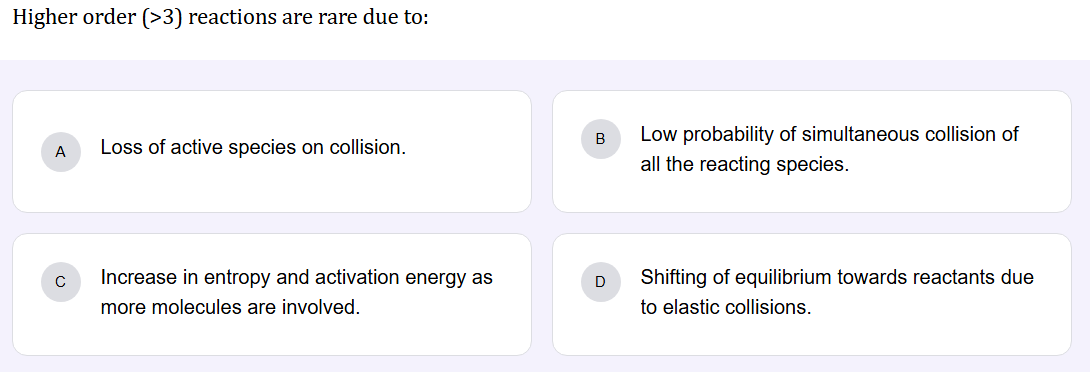 Higher order (>3) reactions are rare due to:
A
Loss of active species on collision.
B
Low probability of simultaneous collision of
all the reacting species.
C
Increase in entropy and activation energy as
more molecules are involved.
D
Shifting of equilibrium towards reactants due
to elastic collisions.